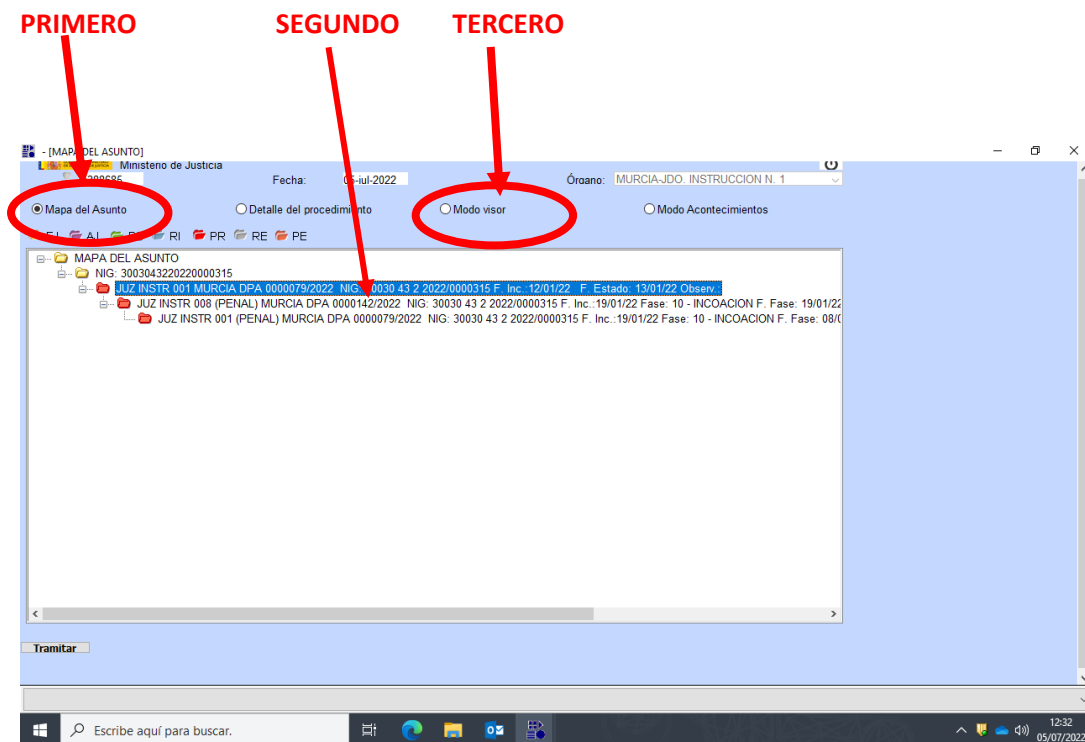 PRIMERO SEGUNDO TERCERO
- [MAPA DEL ASUNTO]
Ministerio de Justicia
Fecha: 05-jul-2022 Órgano: MURCIA-JDO. INSTRUCCION N. 1
Mapa del Asunto Detalle del procedimiento Modo visor Modo Acontecimientos
RI PR RE PE
MAPA DEL ASUNTO
NIG: 3003043220220000315
JUZ INSTR 001 MURCIA DPA 0000079/2022 NIG: 30030 43 2 2022/0000315 F. Inc.:12/01/22 F. Estado: 13/01/22 Observ.:
JUZ INSTR 008 (PENAL) MURCIA DPA 0000142/2022 NIG: 30030 43 2 2022/0000315 F. Inc.:19/01/22 Fase: 10 - INCOACION F. Fase: 19/01/22
JUZ INSTR 001 (PENAL) MURCIA DPA 0000079/2022 NIG: 30030 43 2 2022/0000315 F. Inc.:19/01/22 Fase: 10 - INCOACION F. Fase: 08/0
Tramitar
Escribe aquí para buscar.
12:32
05/07/2022